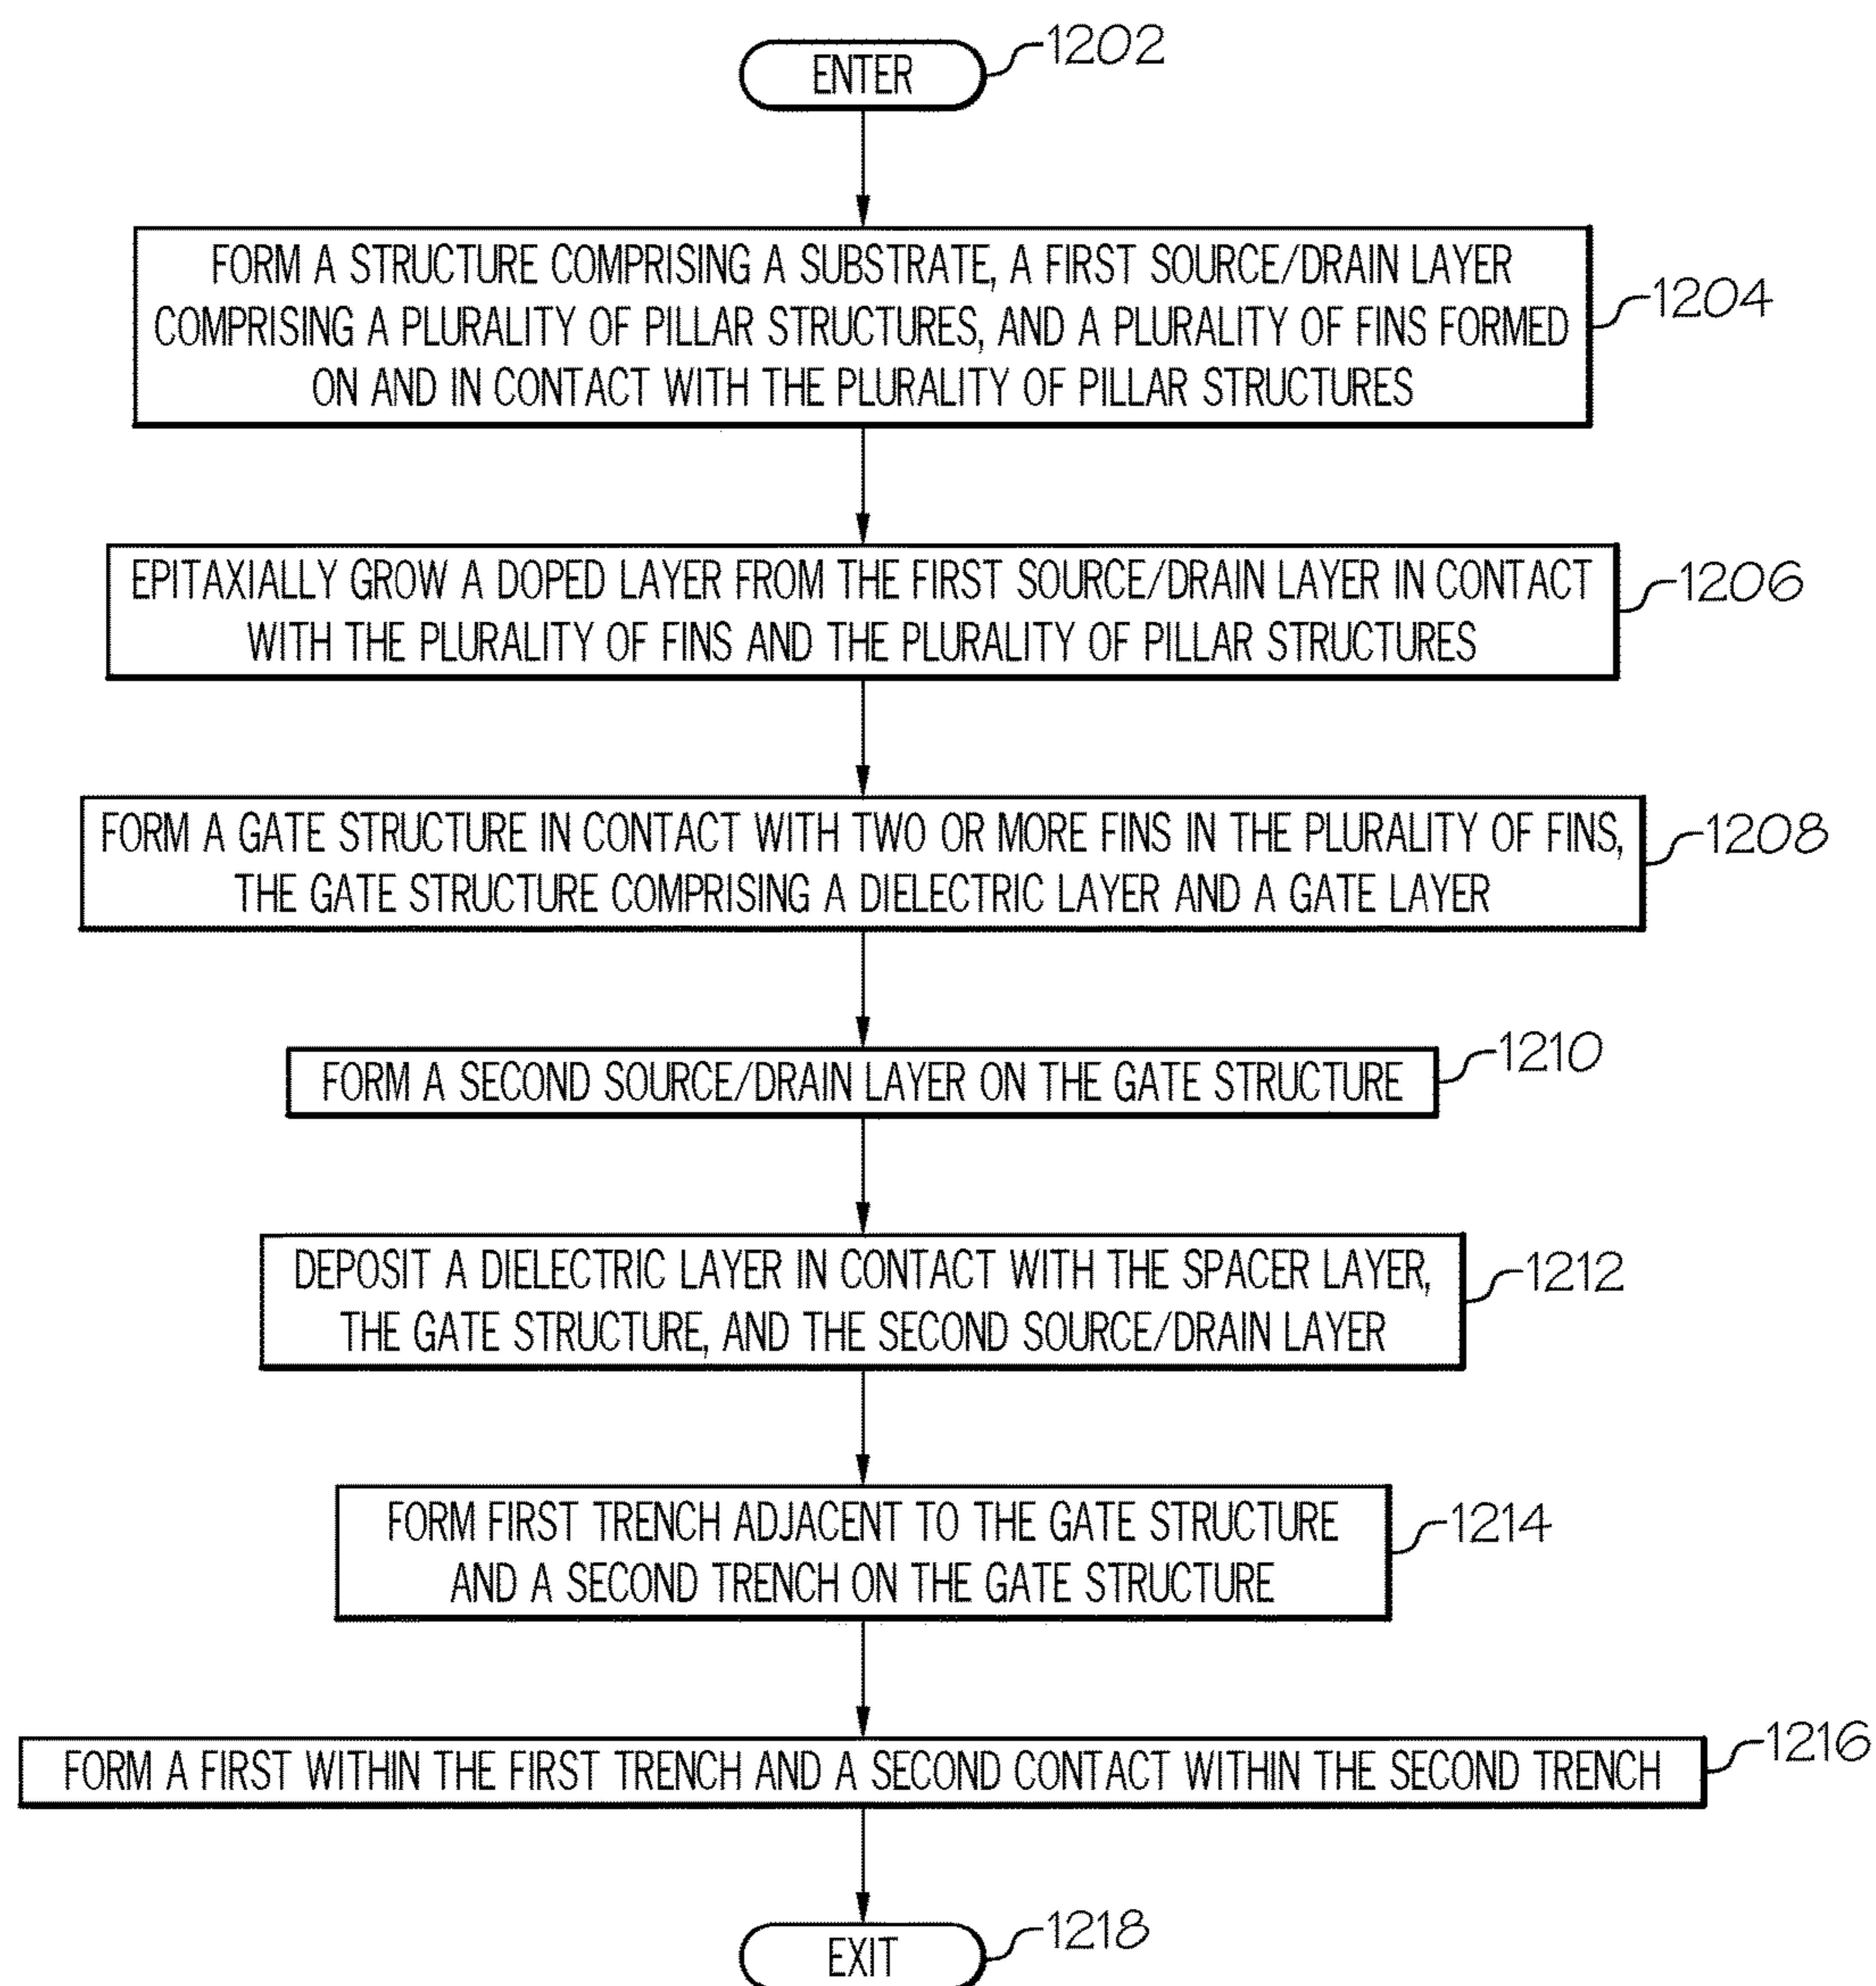 ENTER
1202
FORM A STRUCTURE COMPRISING A SUBSTRATE, A FIRST SOURCE/DRAIN LAYER
COMPRISING A PLURALITY OF PILLAR STRUCTURES, AND A PLURALITY OF FINS FORMED
ON AND IN CONTACT WITH THE PLURALITY OF PILLAR STRUCTURES
1204
EPITAXIALLY GROW A DOPED LAYER FROM THE FIRST SOURCE/DRAIN LAYER IN CONTACT
WITH THE PLURALITY OF FINS AND THE PLURALITY OF PILLAR STRUCTURES
1206
FORM A GATE STRUCTURE IN CONTACT WITH TWO OR MORE FINS IN THE PLURALITY OF FINS,
THE GATE STRUCTURE COMPRISING A DIELECTRIC LAYER AND A GATE LAYER
1208
FORM A SECOND SOURCE/DRAIN LAYER ON THE GATE STRUCTURE
1210
DEPOSIT A DIELECTRIC LAYER IN CONTACT WITH THE SPACER LAYER,
THE GATE STRUCTURE, AND THE SECOND SOURCE/DRAIN LAYER
1212
FORM FIRST TRENCH ADJACENT TO THE GATE STRUCTURE
AND A SECOND TRENCH ON THE GATE STRUCTURE
1214
FORM A FIRST WITHIN THE FIRST TRENCH AND A SECOND CONTACT WITHIN THE SECOND TRENCH
1216
EXIT
1218